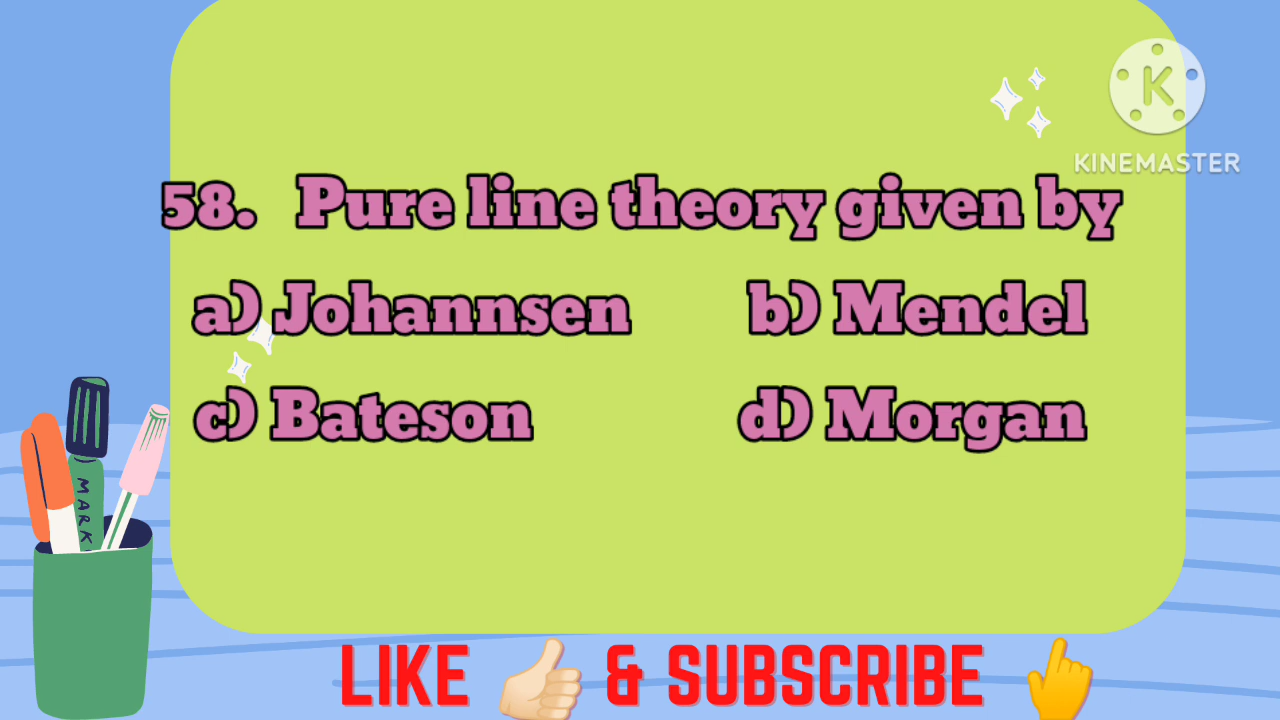 K
KINEMASTER
58. Pure line theory given by
a) Johannsen b) Mendel
c) Bateson d) Morgan
MARK
LIKE 👍🏻 & SUBSCRIBE 👆